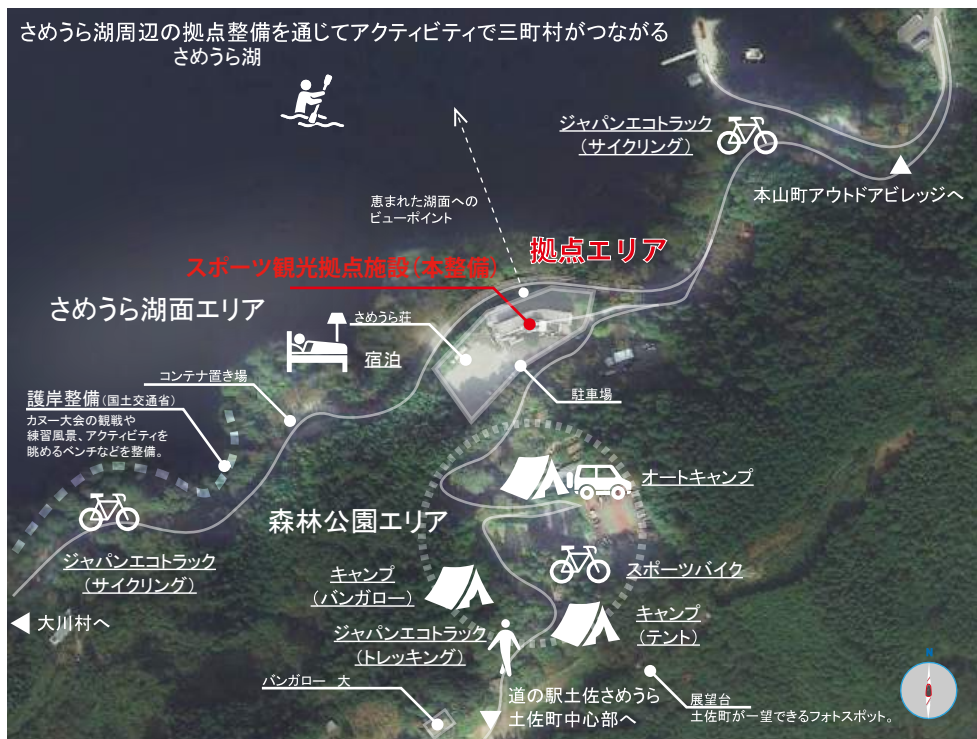 さめうら湖周辺の拠点整備を通じてアクティビティで三町村がつながる
さめうら湖
ジャパンエコトラック
（サイクリング）
本山町アウトドアビレッジへ
恵まれた湖面への
ビューポイント
拠点エリア
スポーツ観光拠点施設（本整備）
さめうら湖面エリア
さめうら荘
宿泊
コンテナ置き場
駐車場
護岸整備（国土交通省）
カヌー大会の観戦や
練習風景、アクティビティを
眺めるベンチなどを整備。
オートキャンプ
森林公園エリア
ジャパンエコトラック
（サイクリング）
キャンプ
（バンガロー）
スポーツバイク
大川村へ
キャンプ
（テント）
ジャパンエコトラック
（トレッキング）
バンガロー　大
道の駅土佐さめうら
土佐町中心部へ
展望台
土佐町が一望できるフォトスポット。
N